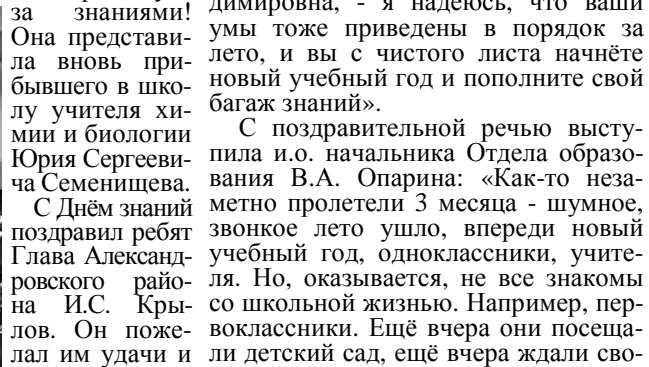 за знаниями!
Она представи-
ла вновь при-
бывшего в шко-
лу учителя хи-
мии и биологии
Юрия Сергееви-
ча Семенищева.
С Днём знаний
поздравил ребят
Глава Александ-
ровского райо-
на И.С. Кры-
лов. Он поже-
лал им удачи и
димировна, - я надеюсь, что ваши
умы тоже приведены в порядок за
лето, и вы с чистого листа начнёте
новый учебный год и пополните свой
багаж знаний».
С поздравительной речью высту-
пила и.о. начальника Отдела образо-
вания В.А. Опарина: «Как-то неза-
метно пролетели 3 месяца - шумное,
звонкое лето ушло, впереди новый
учебный год, одноклассники, учите-
ля. Но, оказывается, не все знакомы
со школьной жизнью. Например, пер-
воклассники. Ещё вчера они посеща-
ли детский сад, ещё вчера ждали сво-